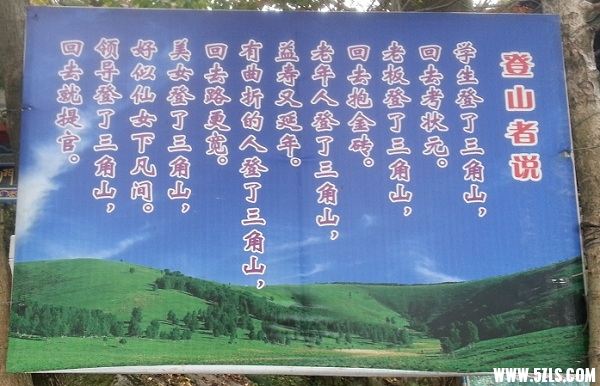 登山者说
学生登了三角山，
回去考状元。
老板登了三角山，
回去抱金砖。
老年人登了三角山，
益寿又延年。
有曲折的人登了三角山，
回去路更宽。
美女登了三角山，
好似仙女下凡间。
领导登了三角山，
回去就提官。
WWW.5ZLS.COM